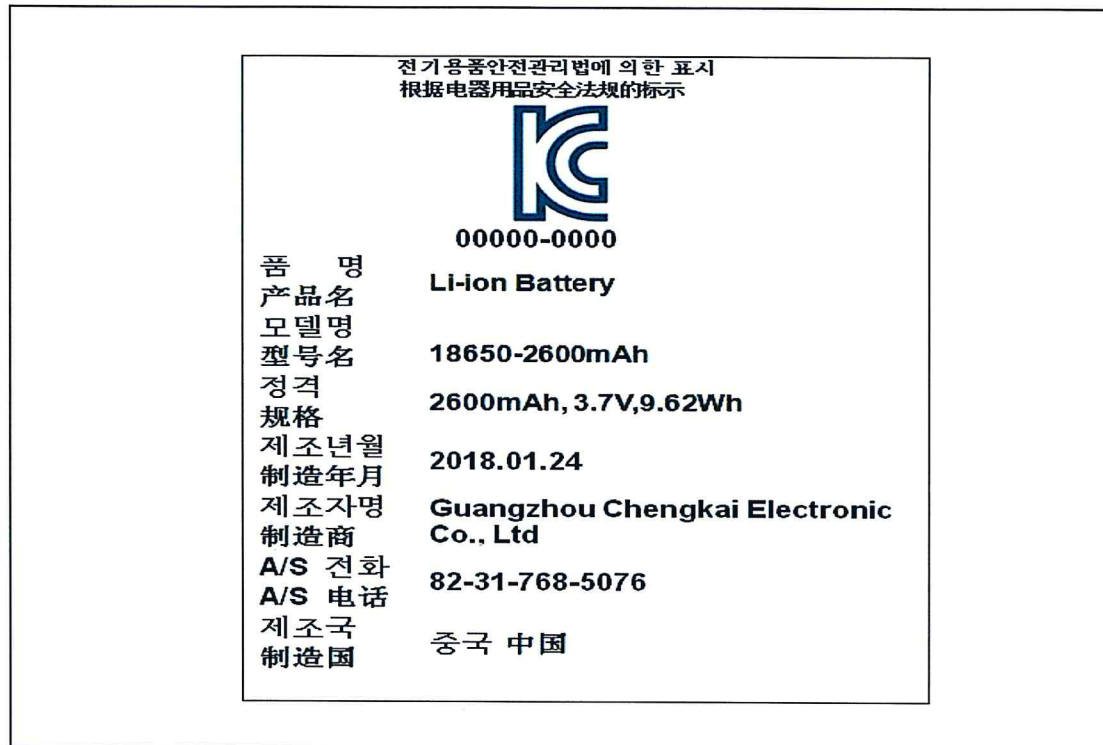 전기용품안전관리법에 의한 표시
根据电器用品安全法规的标示
KC
00000-0000
품 명
产品名
Li-ion Battery
모델명
型号名
18650-2600mAh
정격
规格
2600mAh, 3.7V,9.62Wh
제조년월
制造年月
2018.01.24
제조자명
制造商
Guangzhou Chengkai Electronic
Co., Ltd
A/S 전화
A/S 电话
82-31-768-5076
제조국
制造国
중국 中国